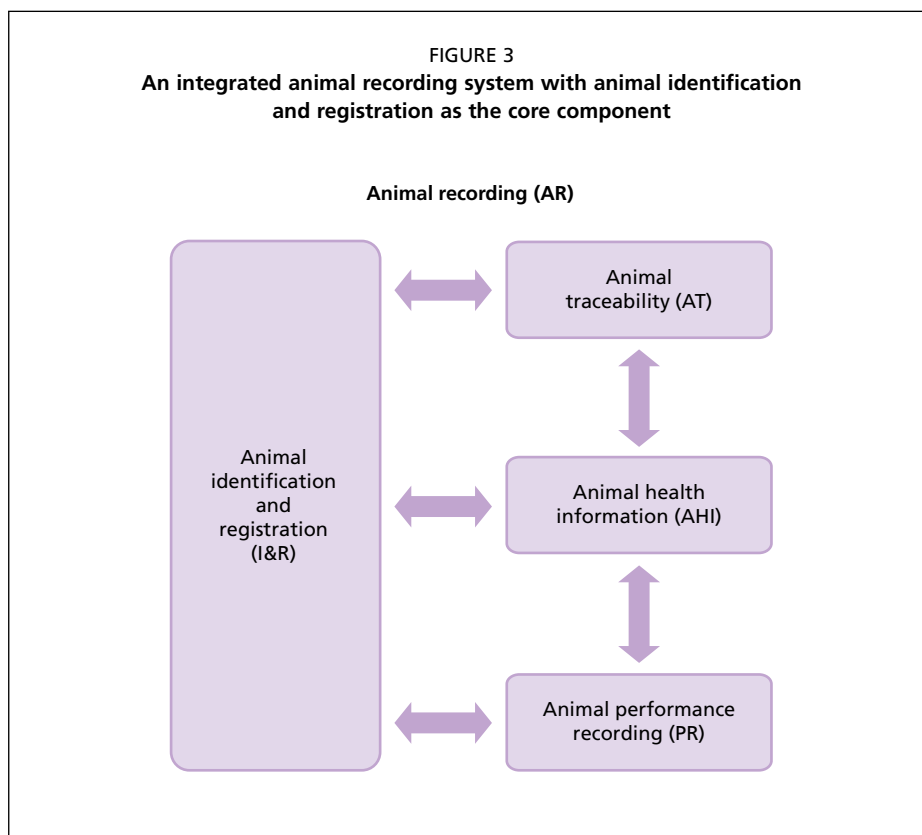 FIGURE 3
An integrated animal recording system with animal identification
and registration as the core component
Animal recording (AR)
Animal
identification
and
registration
(I&R)
Animal
traceability (AT)
Animal health
information (AHI)
Animal performance
recording (PR)